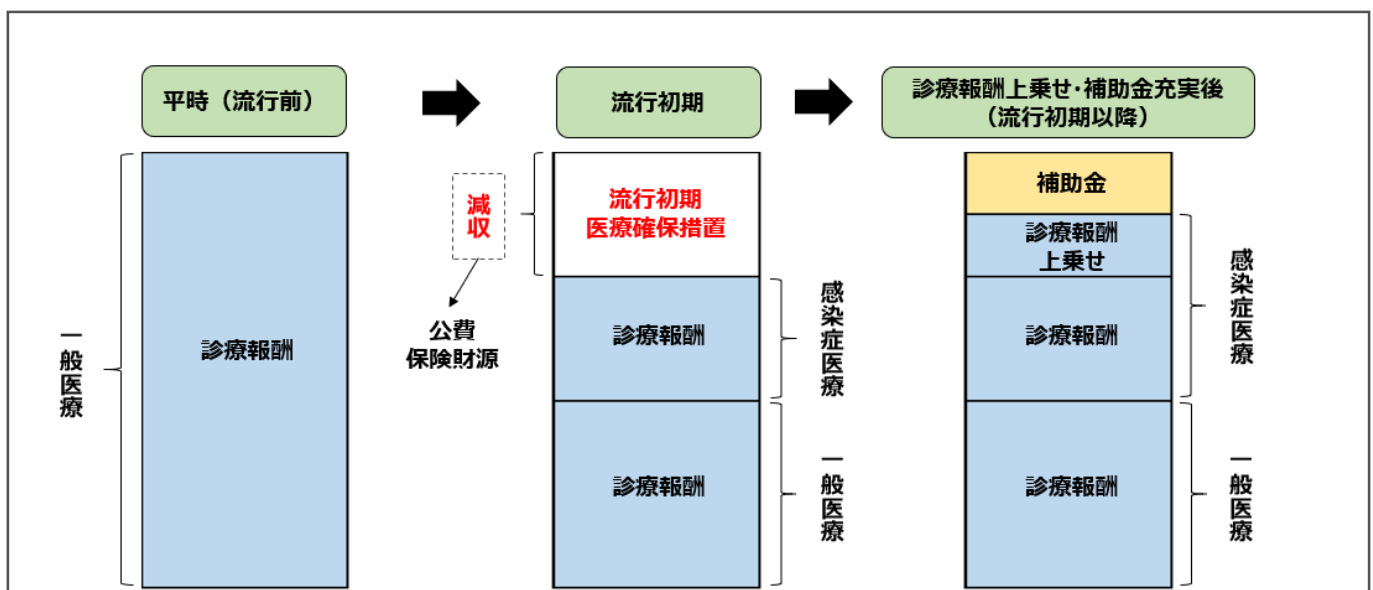 平時（流行前）
流行初期
診療報酬上乗せ・補助金充実後
（流行初期以降）
一般医療
診療報酬
減収
公費
保険財源
流行初期
医療確保措置
診療報酬
診療報酬
感染症医療
一般医療
補助金
診療報酬
上乗せ
診療報酬
診療報酬
感染症医療
一般医療